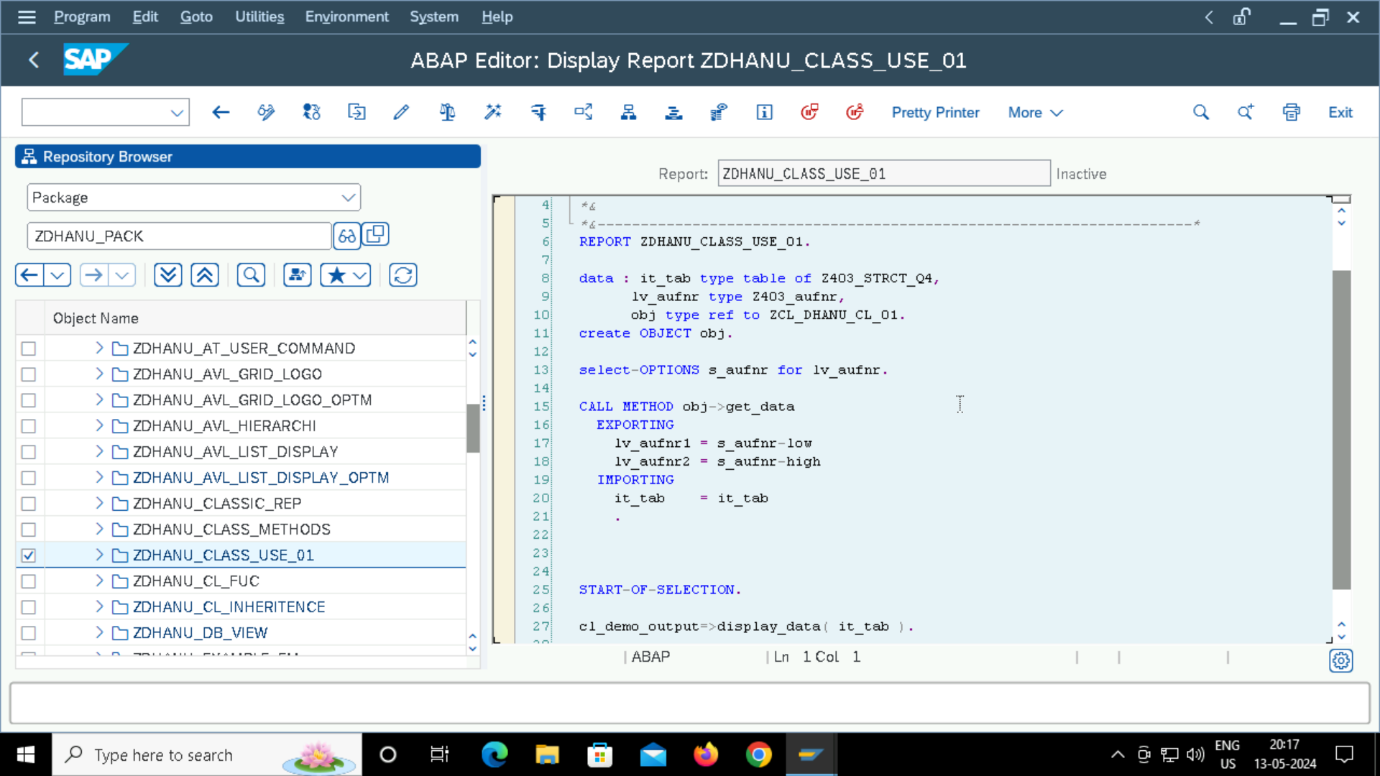 Program Edit Goto Utilities Environment System Help
SAP
ABAP Editor: Display Report ZDHANU_CLASS_USE_01
Pretty Printer More Exit
Repository Browser
Package
ZDHANU_PACK
Object Name
ZDHANU_AT_USER_COMMAND
ZDHANU_AVL_GRID_LOGO
ZDHANU_AVL_GRID_LOGO_OPTM
ZDHANU_AVL_HIERARCHI
ZDHANU_AVL_LIST_DISPLAY
ZDHANU_AVL_LIST_DISPLAY_OPTM
ZDHANU_CLASSIC_REP
ZDHANU_CLASS_METHODS
ZDHANU_CLASS_USE_01
ZDHANU_CL_FUC
ZDHANU_CL_INHERITENCE
ZDHANU_DB_VIEW
Report: ZDHANU_CLASS_USE_01 Inactive
4 *&
5 *&---------------------------------------------------------------------*
6 REPORT ZDHANU_CLASS_USE_01.
7
8 data : it_tab type table of Z403_STRCT_Q4,
9 lv_aufnr type Z403_aufnr,
10 obj type ref to ZCL_DHANU_CL_01.
11 create OBJECT obj.
12
13 select-OPTIONS s_aufnr for lv_aufnr.
14
15 CALL METHOD obj->get_data
16 EXPORTING
17 lv_aufnr1 = s_aufnr-low
18 lv_aufnr2 = s_aufnr-high
19 IMPORTING
20 it_tab = it_tab
21 .
22
23
24
25 START-OF-SELECTION.
26
27 cl_demo_output=>display_data( it_tab ).
ABAP Ln 1 Col 1
Type here to search
ENG
US
20:17
13-05-2024